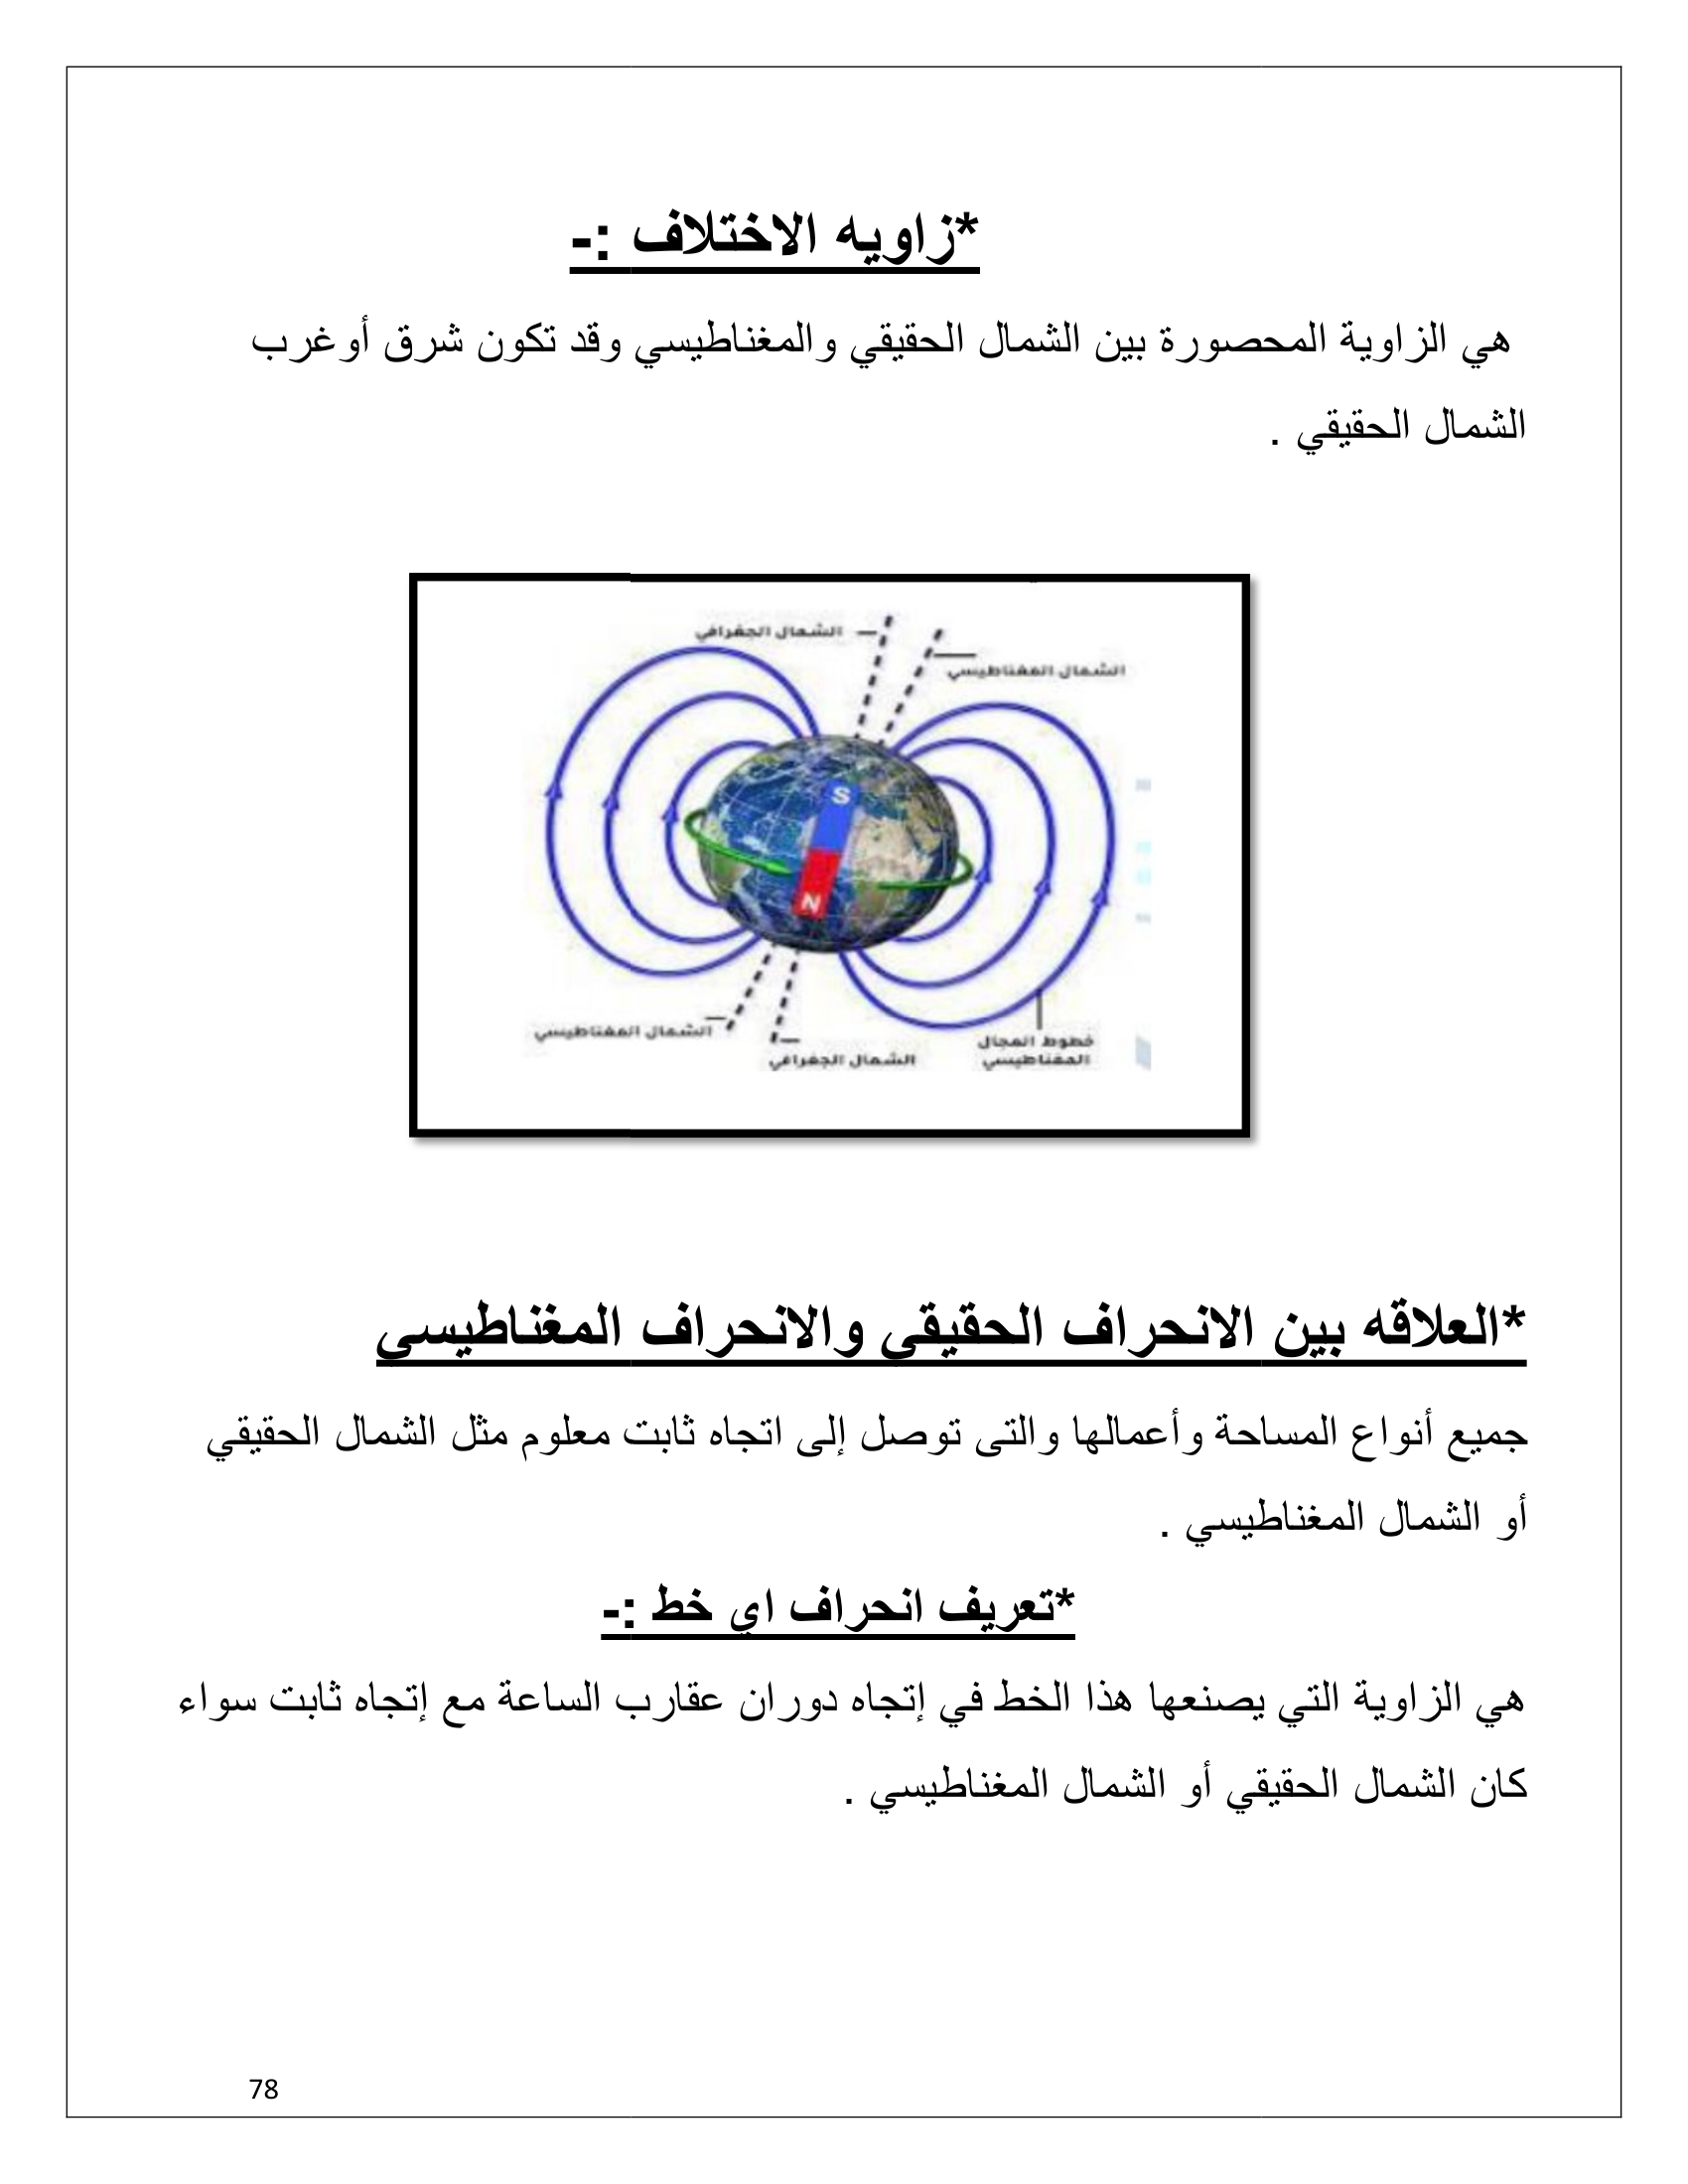 *زاويه الاختلاف :-
هي الزاوية المحصورة بين الشمال الحقيقي والمغناطيسي وقد تكون شرق أوغرب
الشمال الحقيقي .
الشمال الجغرافي
الشمال المغناطيسي
S
N
الشمال المغناطيسي
الشمال الجغرافي
خطوط المجال
المغناطيسي
*العلاقه بين الانحراف الحقيقي والانحراف المغناطيسي
جميع أنواع المساحة وأعمالها والتى توصل إلى اتجاه ثابت معلوم مثل الشمال الحقيقي
أو الشمال المغناطيسي .
*تعريف انحراف اي خط :-
هي الزاوية التي يصنعها هذا الخط في إتجاه دوران عقارب الساعة مع إتجاه ثابت سواء
كان الشمال الحقيقي أو الشمال المغناطيسي .
78